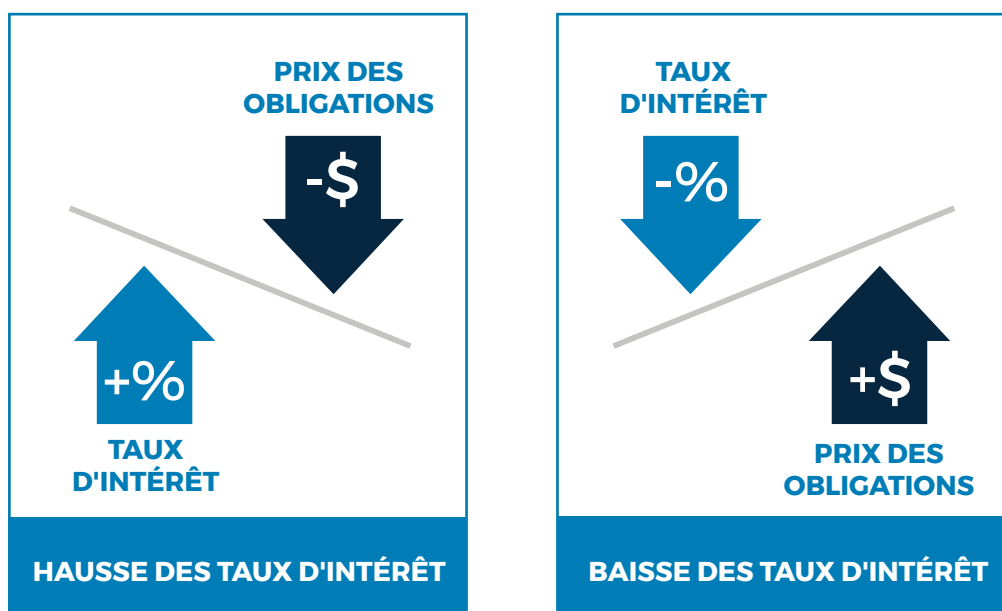 PRIX DES
OBLIGATIONS
-$
+%
TAUX
D'INTÉRÊT
HAUSSE DES TAUX D'INTÉRÊT
TAUX
D'INTÉRÊT
-%
+$
PRIX DES
OBLIGATIONS
BAISSE DES TAUX D'INTÉRÊT